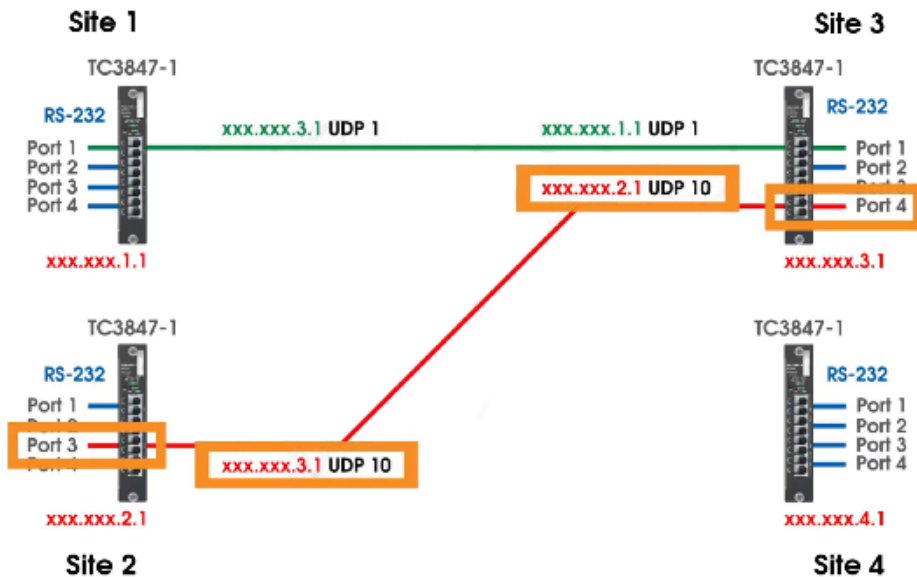 Site 1
TC3847-1
RS-232
Port 1
Port 2
Port 3
Port 4
xxx.xxx.1.1
xxx.xxx.3.1 UDP 1
xxx.xxx.1.1 UDP 1
Site 3
TC3847-1
RS-232
Port 1
Port 2
Port 4
xxx.xxx.3.1
xxx.xxx.2.1 UDP 10
TC3847-1
RS-232
Port 1
Port 3
xxx.xxx.2.1
Site 2
xxx.xxx.3.1 UDP 10
TC3847-1
RS-232
Port 1
Port 2
Port 3
Port 4
xxx.xxx.4.1
Site 4